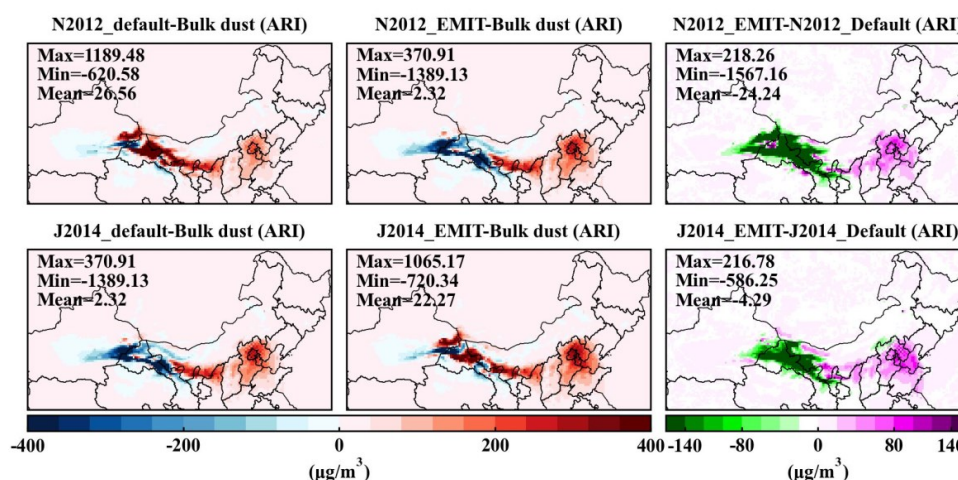 N2012_default-Bulk dust (ARI)
Max=1189.48
Min=-620.58
Mean=26.56
N2012_EMIT-Bulk dust (ARI)
Max=370.91
Min=-1389.13
Mean=2.32
N2012_EMIT-N2012_Default (ARI)
Max=218.26
Min=-1567.16
Mean=-24.24
J2014_default-Bulk dust (ARI)
Max=370.91
Min=-1389.13
Mean=2.32
J2014_EMIT-Bulk dust (ARI)
Max=1065.17
Min=-720.34
Mean=22.27
J2014_EMIT-J2014_Default (ARI)
Max=216.78
Min=-586.25
Mean=-4.29
-400 -200 0 200 400
(µg/m³)
-140 -80 0 80 140
(µg/m³)